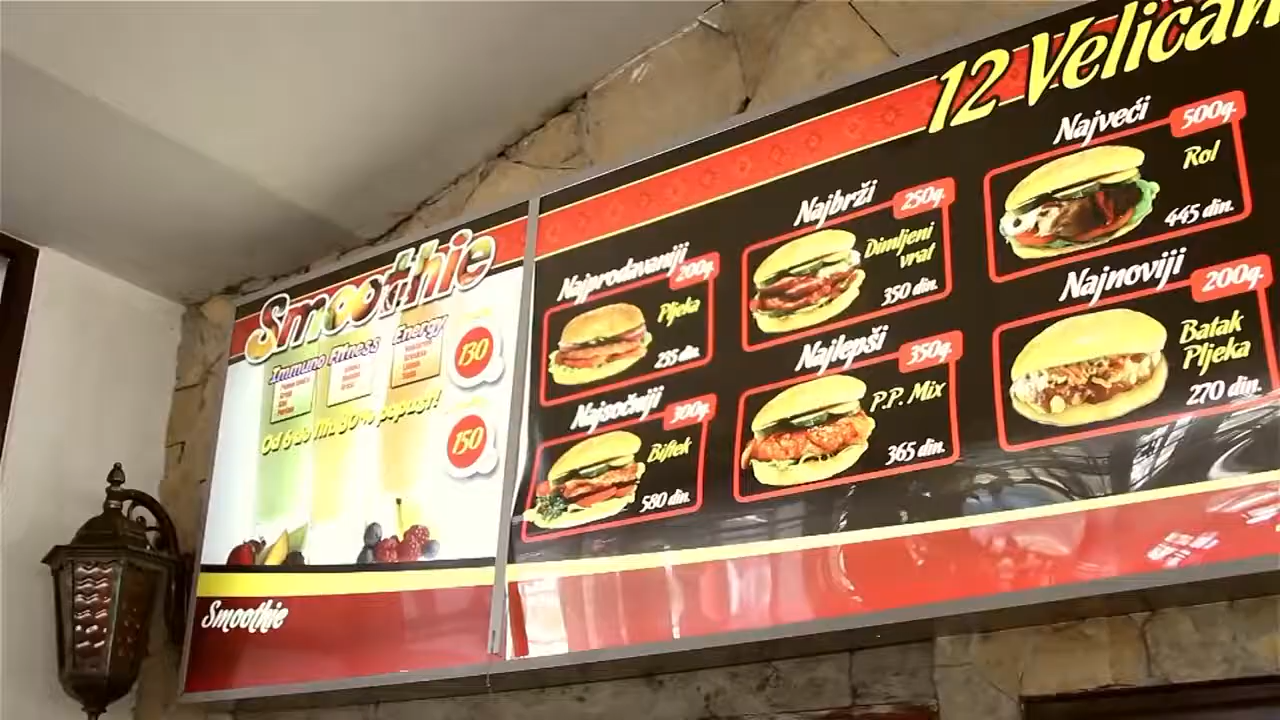 Smoothie
Immuno Fitness Energy
130
Od 8 do 11h 30% popust!
150
Smoothie
12 Veličan
Najprodavaniji
200g.
Pljeka
255 din.
Najbrži
250g.
Dimljeni
vrat
350 din.
Najveći
500g.
Rol
445 din.
Najsočniji
300g.
Biftek
580 din.
Najlepši
350g.
P.P. Mix
365 din.
Najnoviji
200g.
Batak
Pljeka
270 din.